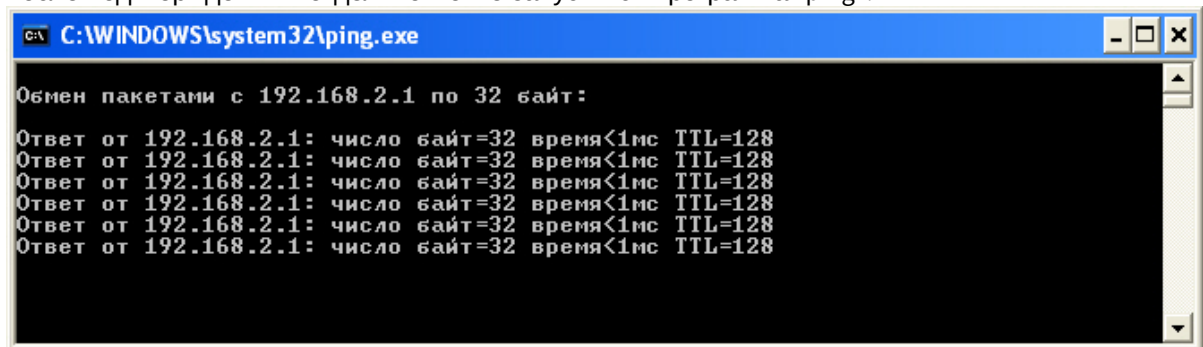 C:\WINDOWS\system32\ping.exe
Обмен пакетами с 192.168.2.1 по 32 байт:
Ответ от 192.168.2.1: число байт=32 время<1мс TTL=128
Ответ от 192.168.2.1: число байт=32 время<1мс TTL=128
Ответ от 192.168.2.1: число байт=32 время<1мс TTL=128
Ответ от 192.168.2.1: число байт=32 время<1мс TTL=128
Ответ от 192.168.2.1: число байт=32 время<1мс TTL=128
Ответ от 192.168.2.1: число байт=32 время<1мс TTL=128